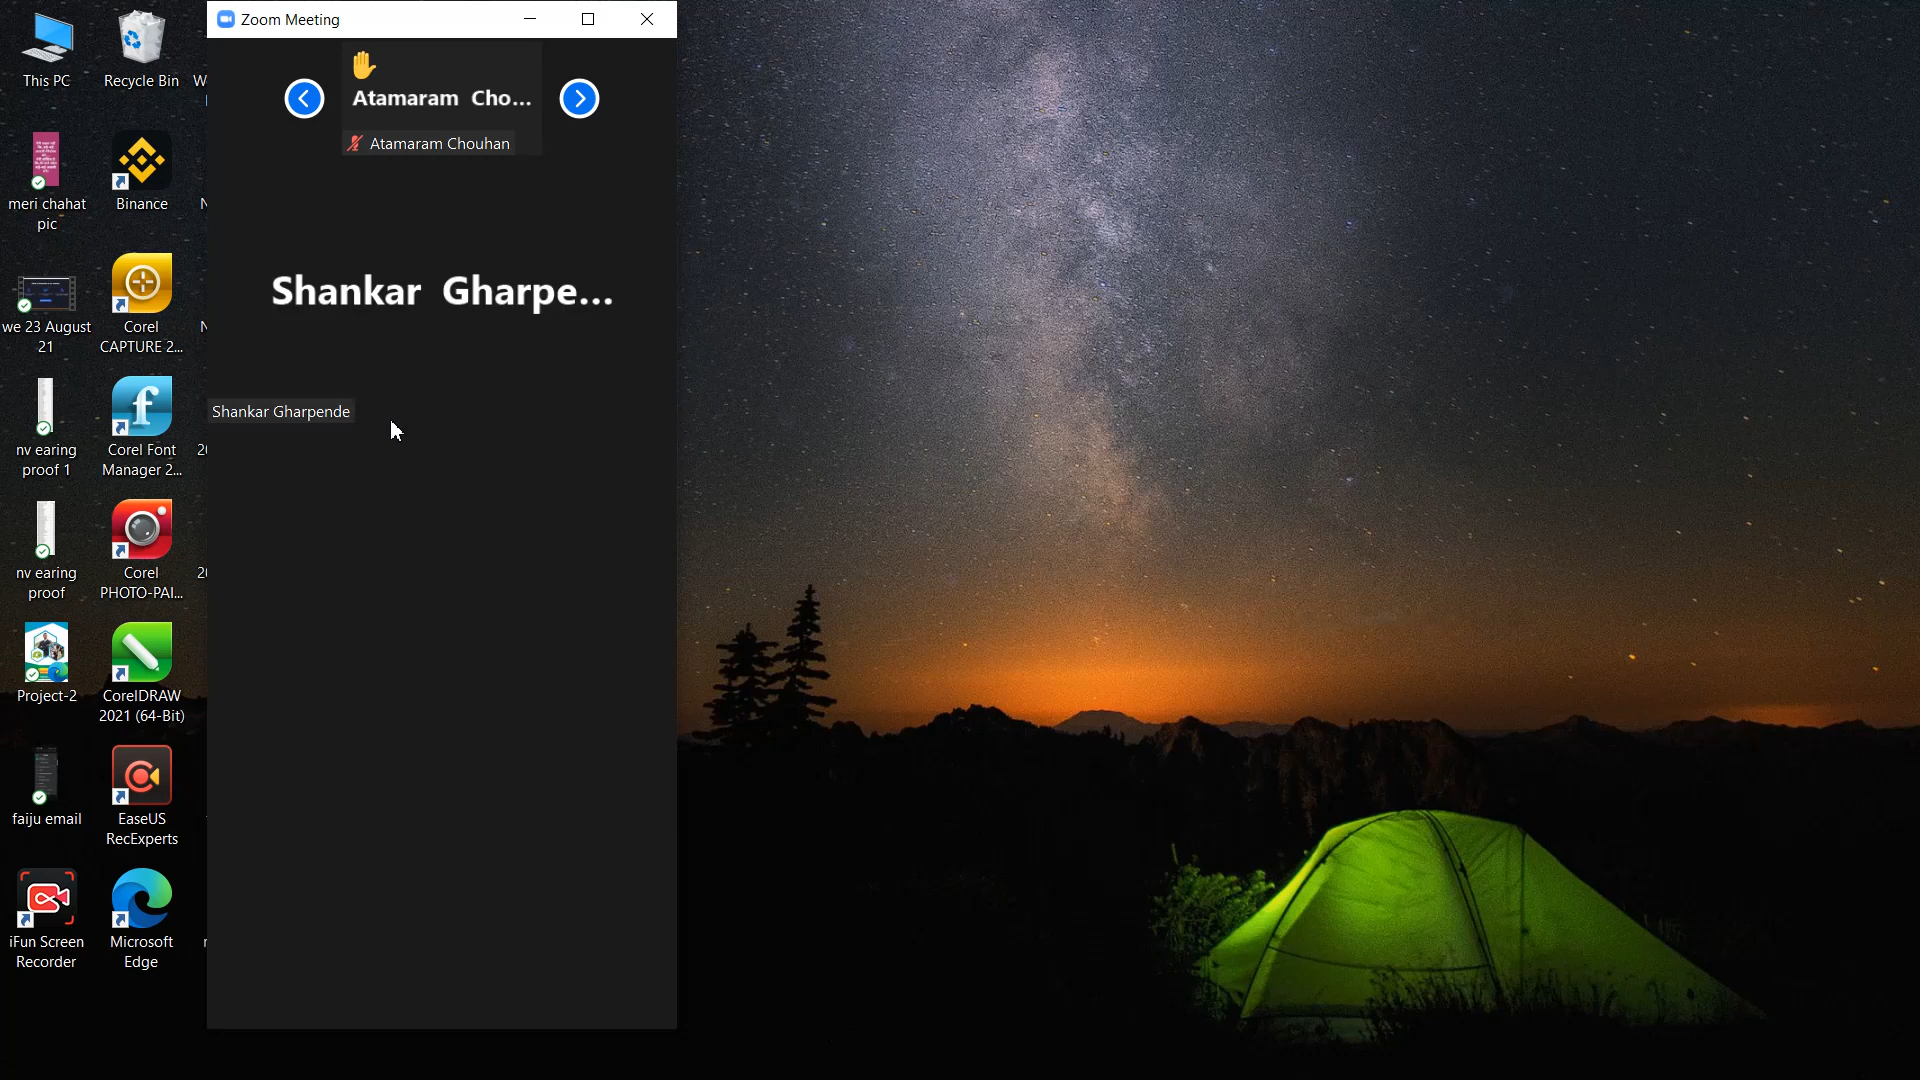 Zoom Meeting
Atamaram Cho...
Atamaram Chouhan
Shankar Gharpe...
Shankar Gharpende
This PC
Recycle Bin
meri chahat
pic
Binance
we 23 August
21
Corel
CAPTURE 2...
nv earing
proof 1
Corel Font
Manager 2...
nv earing
proof
Corel
PHOTO-PAI...
Project-2
CorelDRAW
2021 (64-Bit)
faiju email
EaseUS
RecExperts
iFun Screen
Recorder
Microsoft
Edge